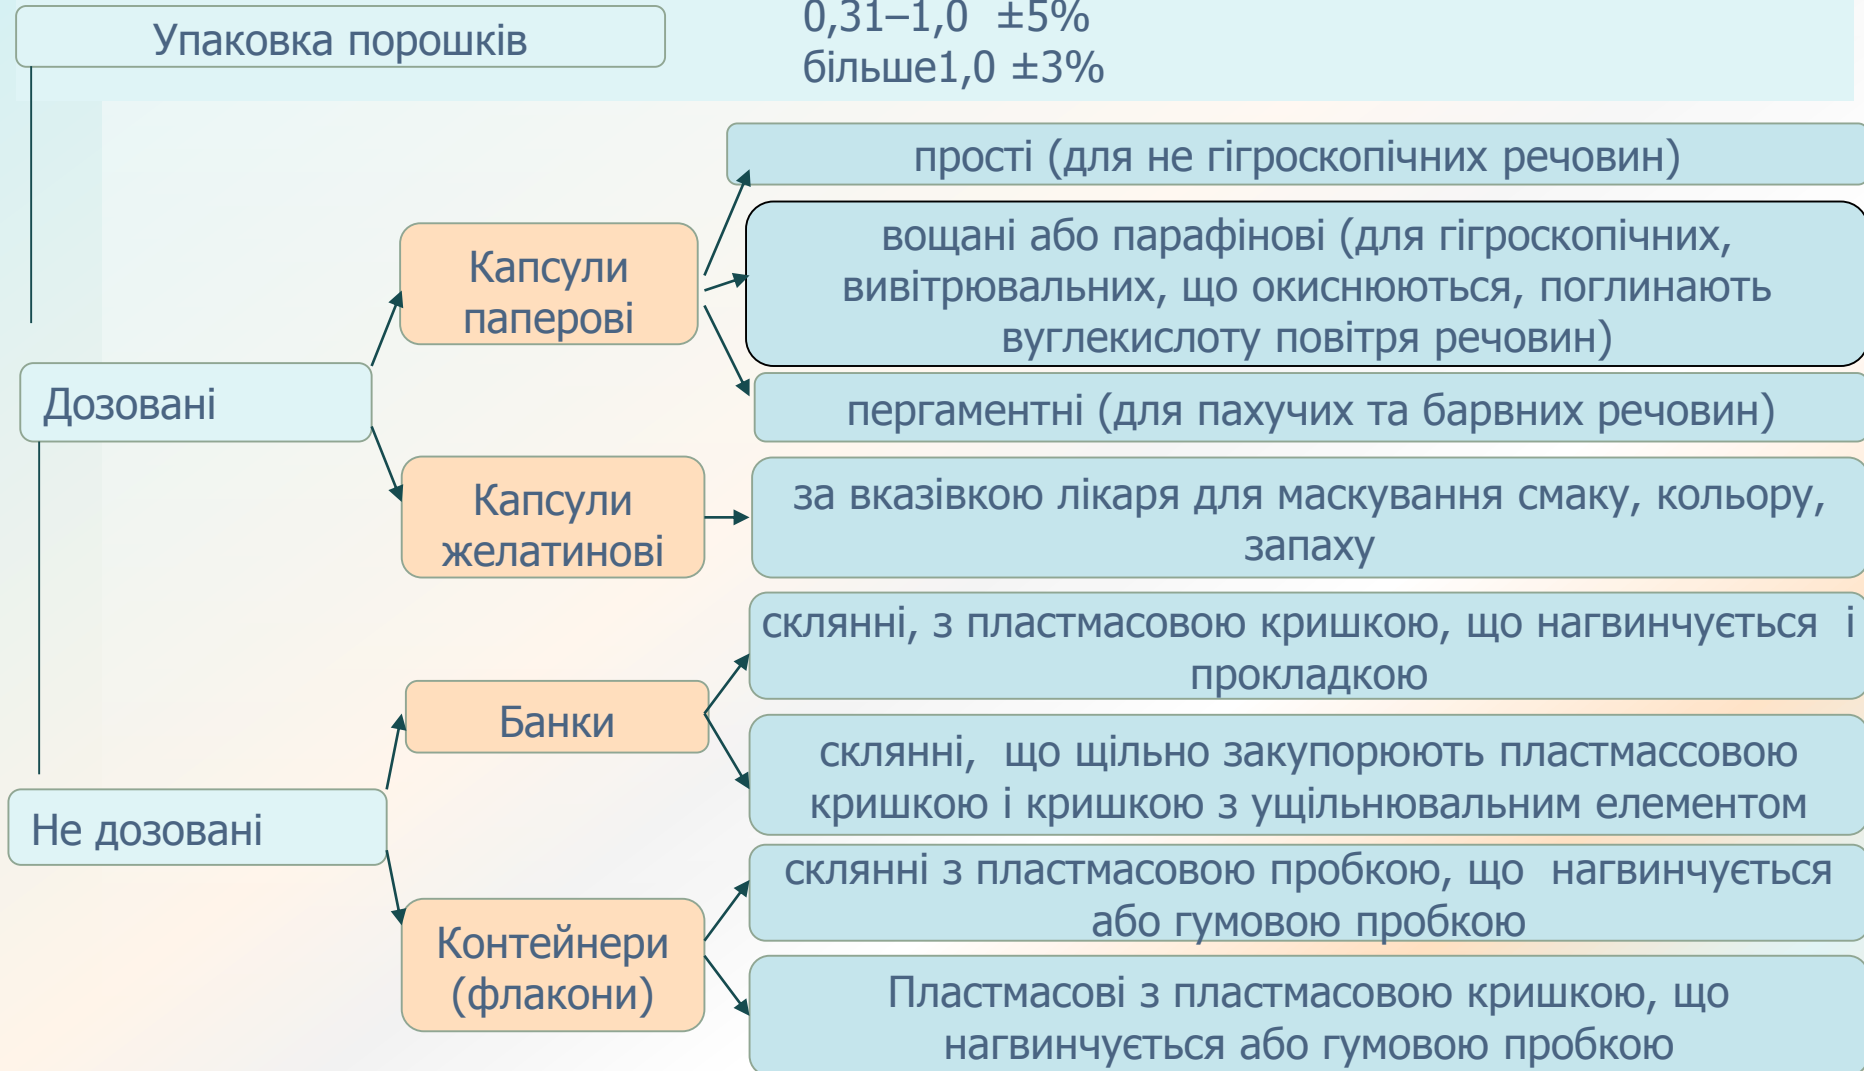 0,31–1,0 ±5%
Упаковка порошків
більше1,0 ±3%
прості (для не гігроскопічних речовин)
Капсули
паперові
вощані або парафінові (для гігроскопічних,
вивітрювальних, що окиснюються, поглинають
вуглекислоту повітря речовин)
Дозовані
пергаментні (для пахучих та барвних речовин)
Капсули
желатинові
за вказівкою лікаря для маскування смаку, кольору,
запаху
склянні, з пластмасовою кришкою, що нагвинчується і
прокладкою
Банки
склянні, що щільно закупорюють пластмассовою
кришкою і кришкою з ущільнювальним елементом
Не дозовані
склянні з пластмасовою пробкою, що нагвинчується
або гумовою пробкою
Контейнери
(флакони)
Пластмасові з пластмасовою кришкою, що
нагвинчується або гумовою пробкою